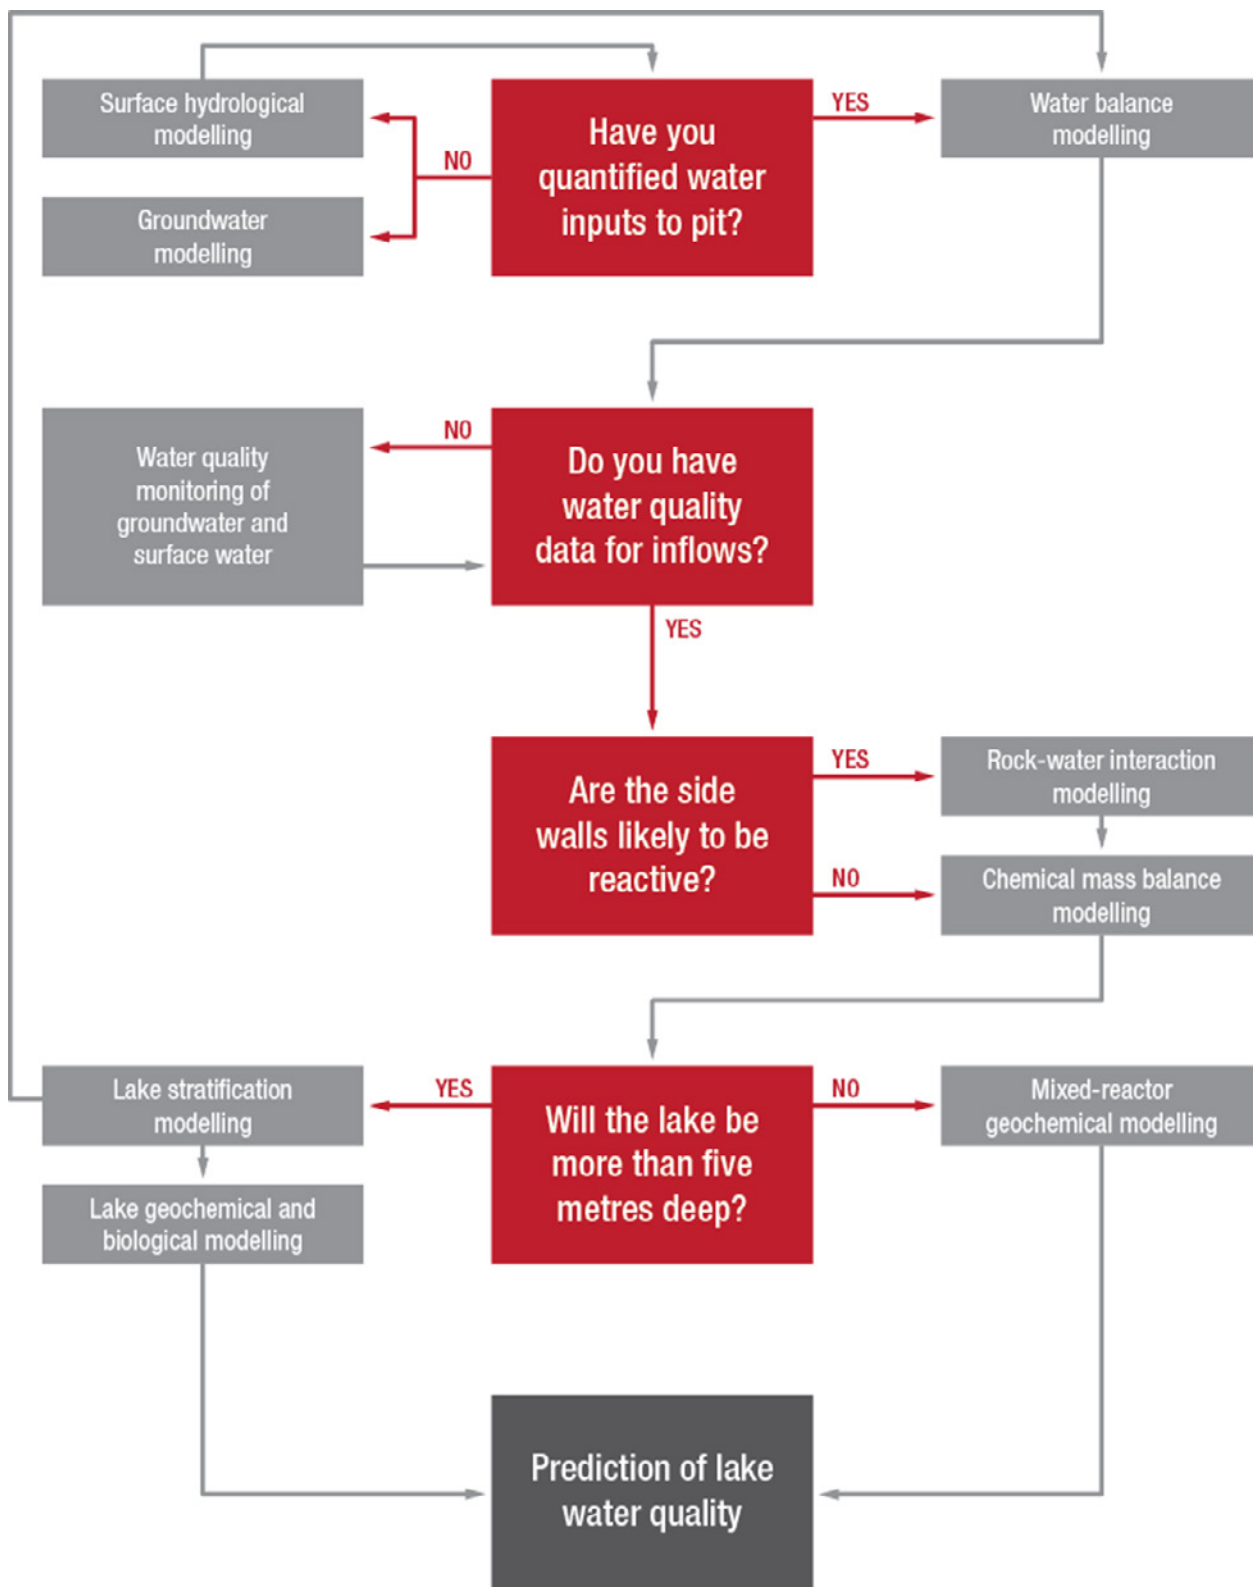 Surface hydrological
modelling
NO
Groundwater
modelling
Have you
quantified water
inputs to pit?
YES
Water balance
modelling
Water quality
monitoring of
groundwater and
surface water
NO
Do you have
water quality
data for inflows?
YES
Are the side
walls likely to be
reactive?
YES
Rock-water interaction
modelling
NO
Chemical mass balance
modelling
Lake stratification
modelling
YES
Lake geochemical and
biological modelling
Will the lake be
more than five
metres deep?
NO
Mixed-reactor
geochemical modelling
Prediction of lake
water quality